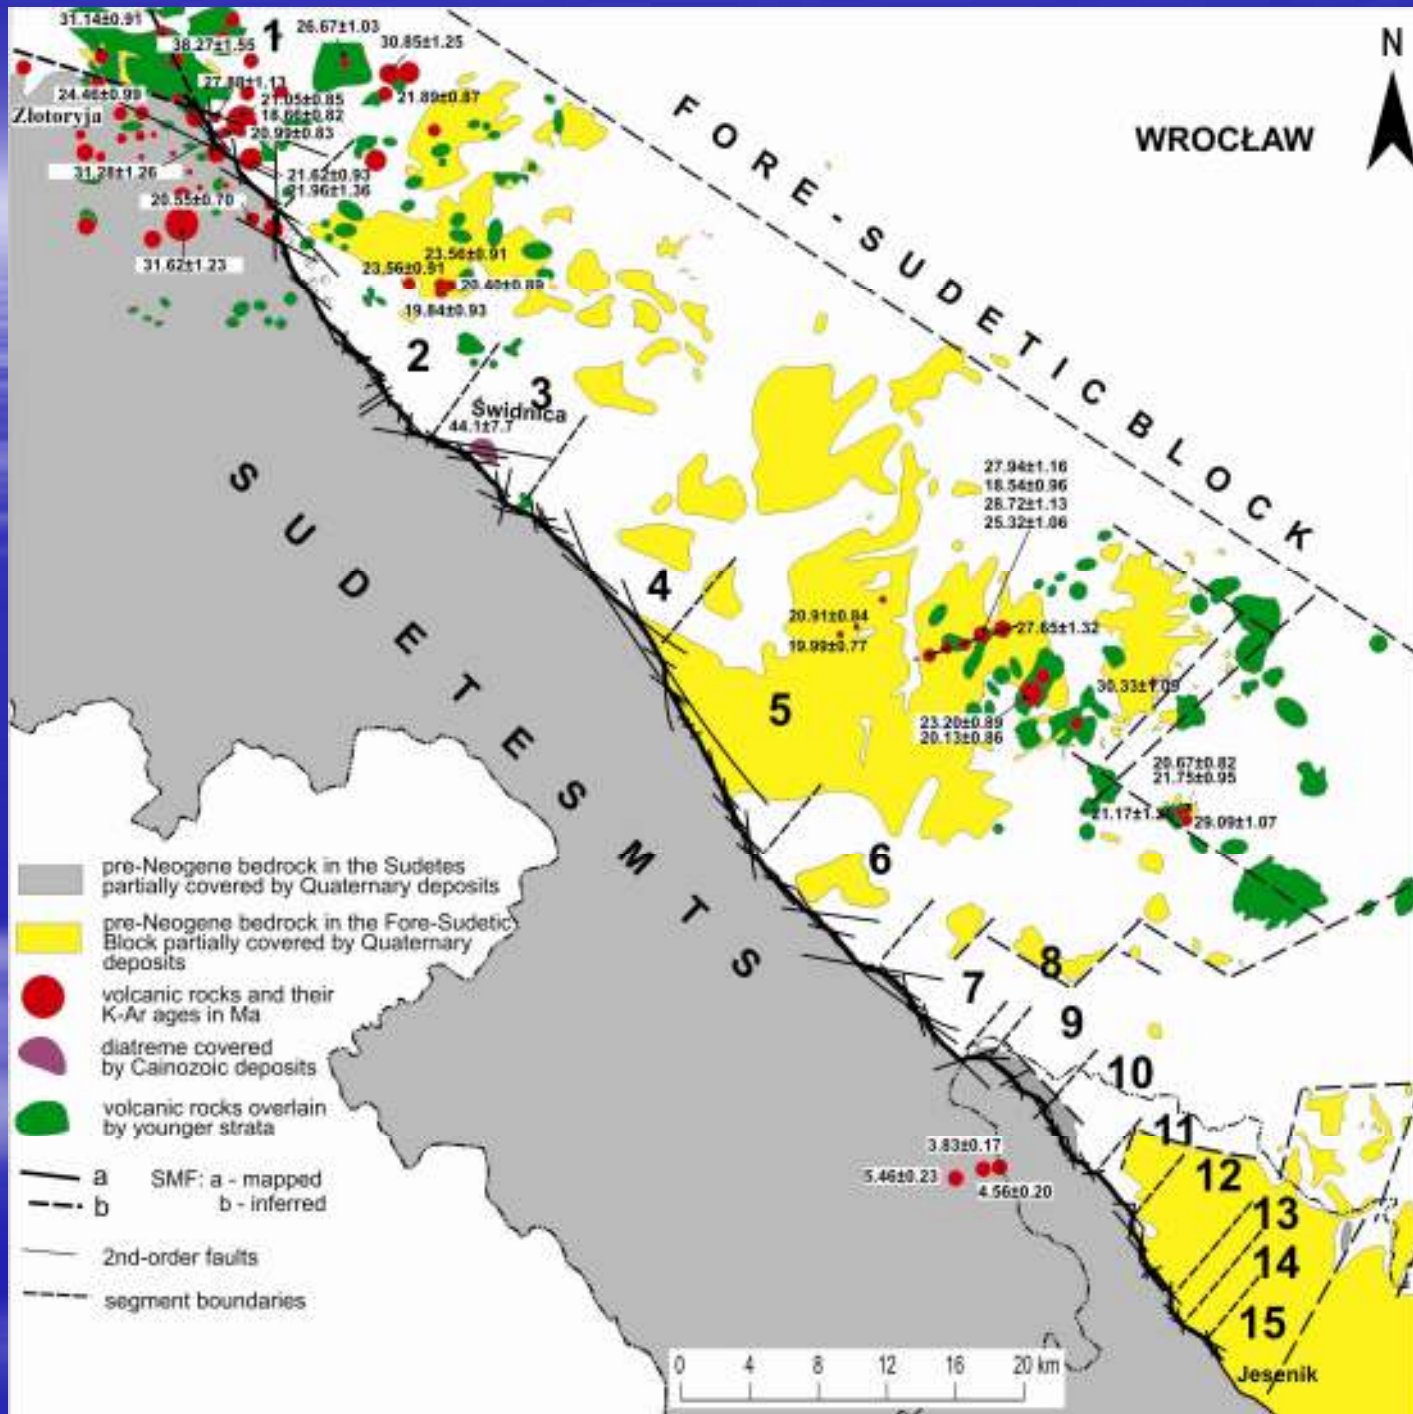 31.14±0.91
1
26.67±1.03
38.27±1.55
30.85±1.25
N
27.88±1.13
24.46±0.99
21.05±0.85
21.89±0.87
Złotoryja
18.66±0.82
20.99±0.83
WROCŁAW
31.28±1.26
21.62±0.93
21.96±1.36
20.55±0.70
31.62±1.23
23.56±0.91
23.56±0.91
20.40±0.89
19.84±0.93
FORE-SUDETIC BLOCK
2
3
Świdnica
44.1±7.7
SUDETES MTS
27.94±1.16
18.54±0.96
28.72±1.13
25.32±1.06
4
20.91±0.84
19.99±0.77
27.65±1.32
30.33±1.09
5
23.20±0.89
20.13±0.86
20.67±0.82
21.75±0.95
29.09±1.07
6
pre-Neogene bedrock in the Sudetes
partially covered by Quaternary deposits
pre-Neogene bedrock in the Fore-Sudetic
Block partially covered by Quaternary
deposits
volcanic rocks and their
K-Ar ages in Ma
diatreme covered
by Cainozoic deposits
volcanic rocks overlain
by younger strata
a SMF: a - mapped
b b - inferred
2nd-order faults
segment boundaries
7
8
9
10
11
12
13
14
15
3.83±0.17
5.46±0.23
4.56±0.20
Jesenik
0 4 8 12 16 20 km